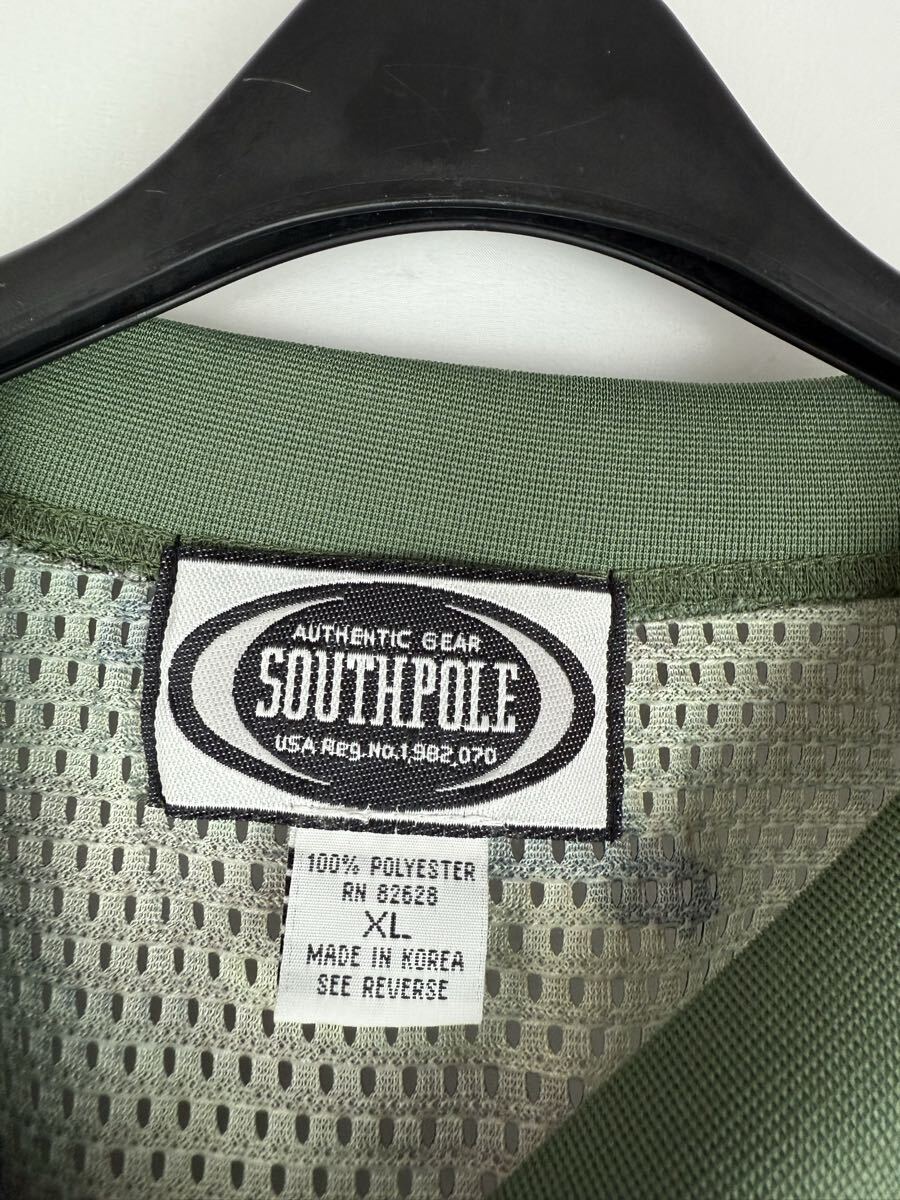 AUTHENTIC GEAR
SOUTHPOLE
USA Reg.No.1,982,070
100% POLYESTER
RN 82628
XL
MADE IN KOREA
SEE REVERSE